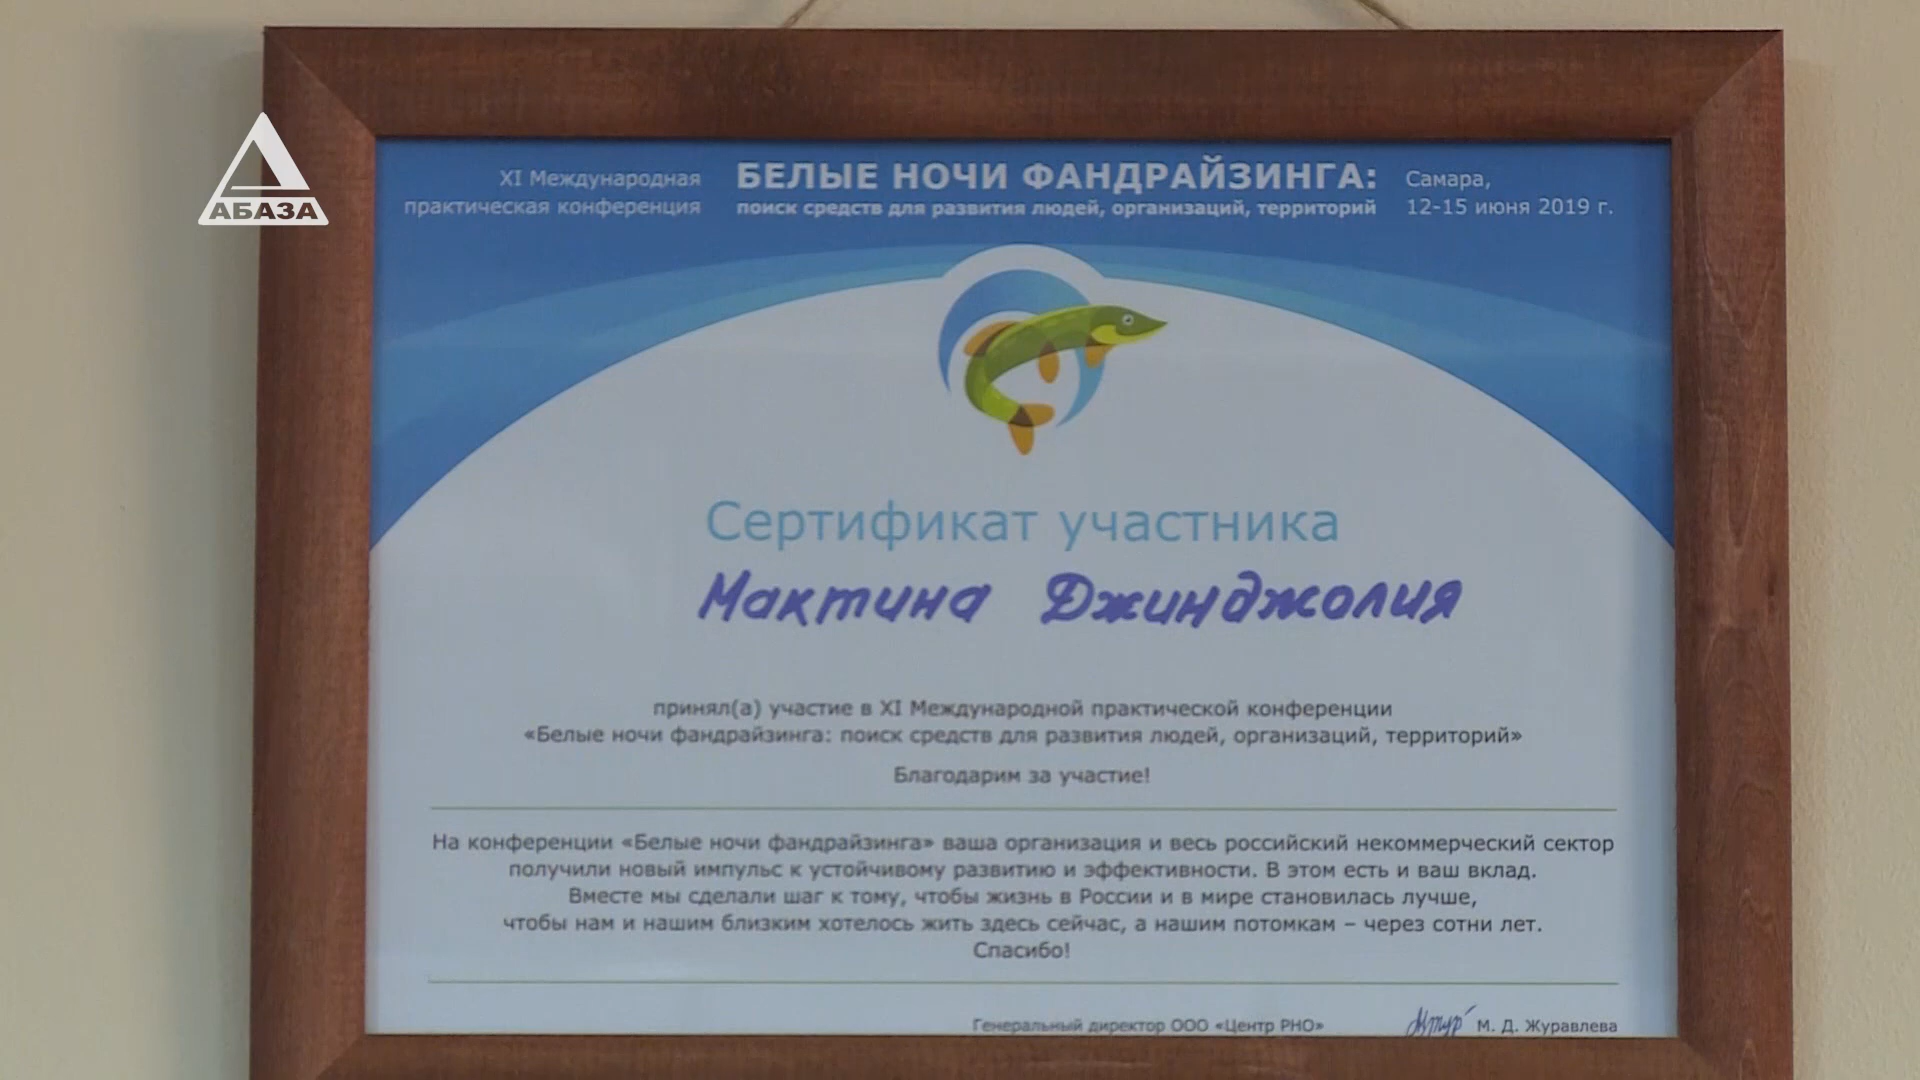 АБАЗА
XI Международная
практическая конференция
БЕЛЫЕ НОЧИ ФАНДРАЙЗИНГА:
поиск средств для развития людей, организаций, территорий
Самара,
12-15 июня 2019 г.
Сертификат участника
Мактина Джинджолия
принял(а) участие в XI Международной практической конференции
«Белые ночи фандрайзинга: поиск средств для развития людей, организаций, территорий»
Благодарим за участие!
На конференции «Белые ночи фандрайзинга» ваша организация и весь российский некоммерческий сектор
получили новый импульс к устойчивому развитию и эффективности. В этом есть и ваш вклад.
Вместе мы сделали шаг к тому, чтобы жизнь в России и в мире становилась лучше,
чтобы нам и нашим близким хотелось жить здесь сейчас, а нашим потомкам – через сотни лет.
Спасибо!
Генеральный директор ООО «Центр РНО» М. Д. Журавлева